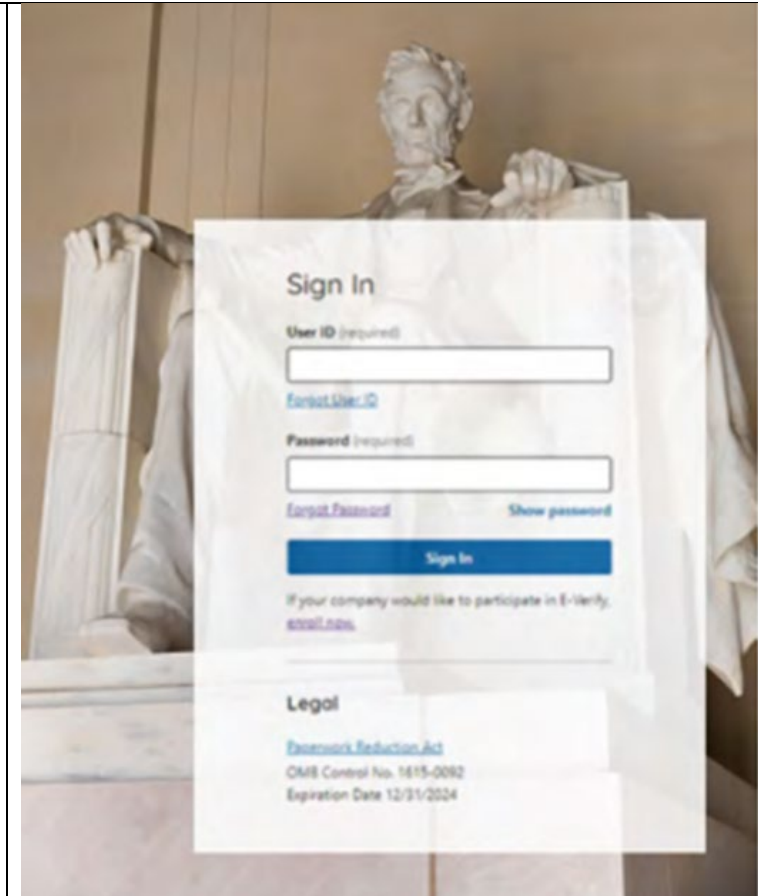 Sign In
User ID (required)
Forgot User ID
Password (required)
Forgot Password Show password
Sign In
If your company would like to participate in E-Verify,
enroll now.
Legal
Paperwork Reduction Act
OMB Control No. 1615-0092
Expiration Date 12/31/2024